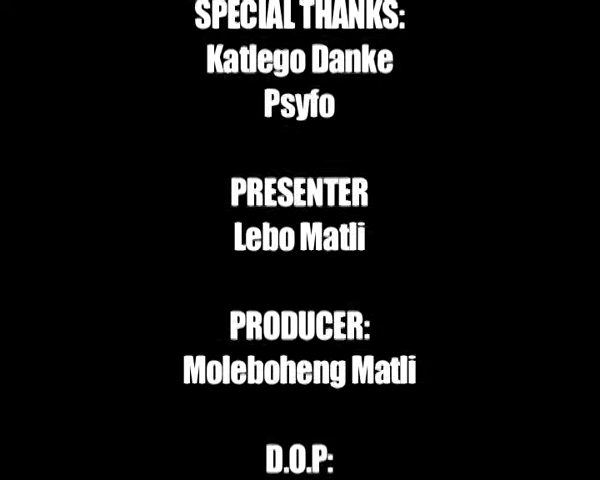 SPECIAL THANKS:
Katlego Danke
Psyfo
PRESENTER
Lebo Matli
PRODUCER:
Moleboheng Matli
D.O.P: